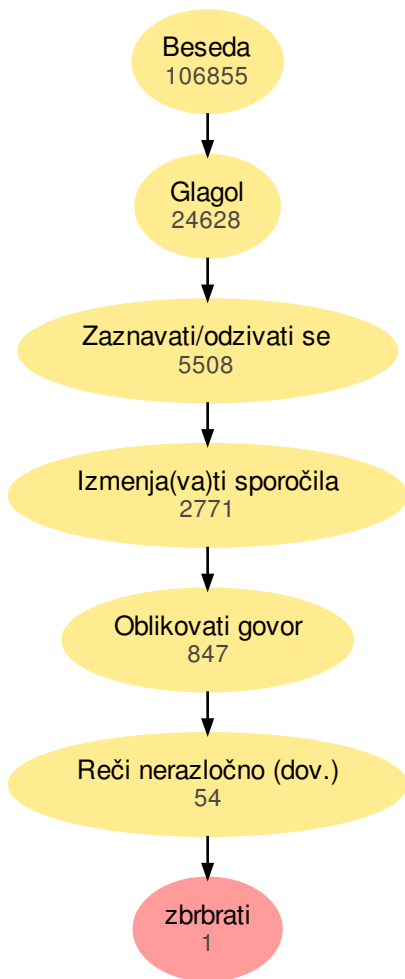 Beseda
106855
Glagol
24628
Zaznavati/odzivati se
5508
Izmenja(va)ti sporočila
2771
Oblikovati govor
847
Reči nerazločno (dov.)
54
zbrbrati
1